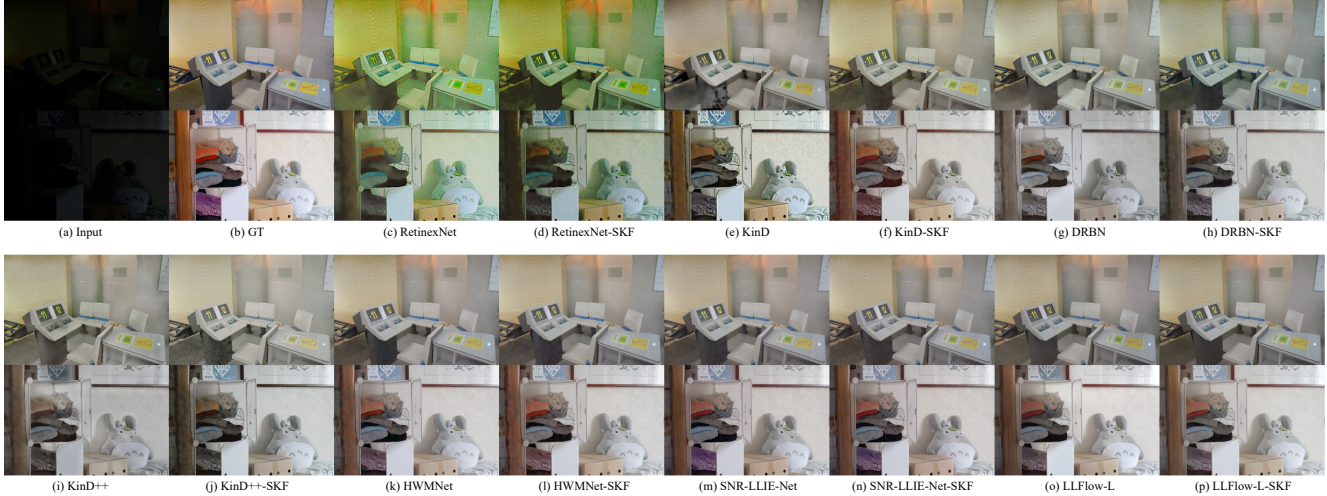 (a) Input
(b) GT
(c) RetinexNet
(d) RetinexNet-SKF
(e) KinD
(f) KinD-SKF
(g) DRBN
(h) DRBN-SKF
(i) KinD++
(j) KinD++-SKF
(k) HWMNet
(l) HWMNet-SKF
(m) SNR-LLIE-Net
(n) SNR-LLIE-Net-SKF
(o) LLFlow-L
(p) LLFlow-L-SKF